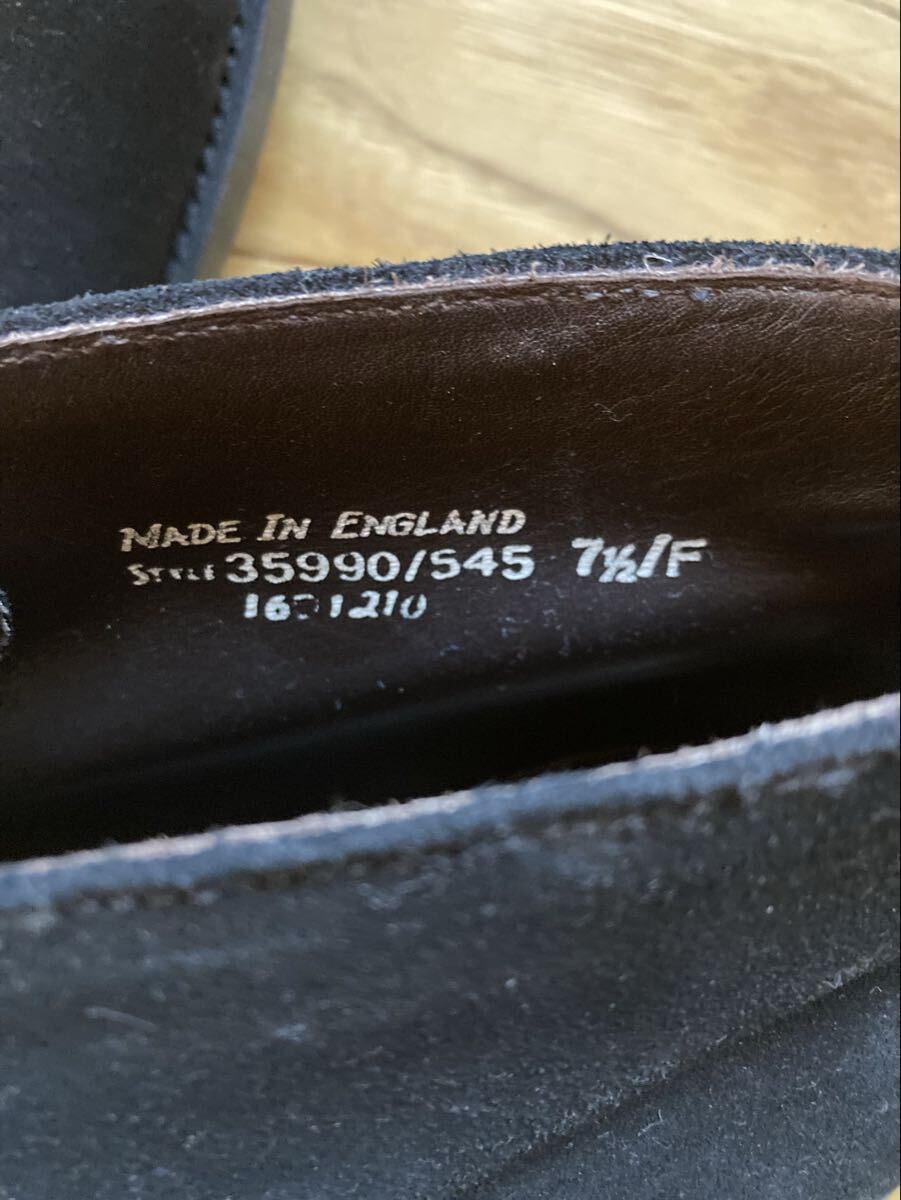 MADE IN ENGLAND
STYLE 35990/545 7½/F